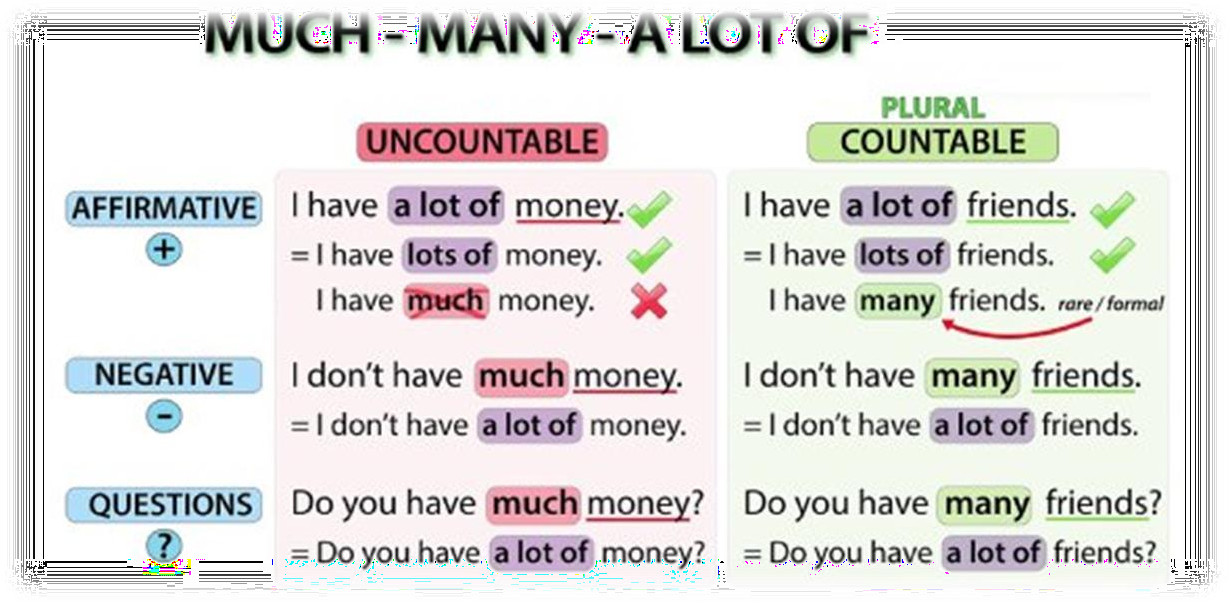 MUCH - MANY - A LOT OF
UNCOUNTABLE
PLURAL
COUNTABLE
AFFIRMATIVE
+
I have a lot of money.
= I have lots of money.
I have much money.
I have a lot of friends.
= I have lots of friends.
I have many friends. rare / formal
NEGATIVE
−
I don't have much money.
= I don't have a lot of money.
I don't have many friends.
= I don't have a lot of friends.
QUESTIONS
?
Do you have much money?
= Do you have a lot of money?
Do you have many friends?
= Do you have a lot of friends?